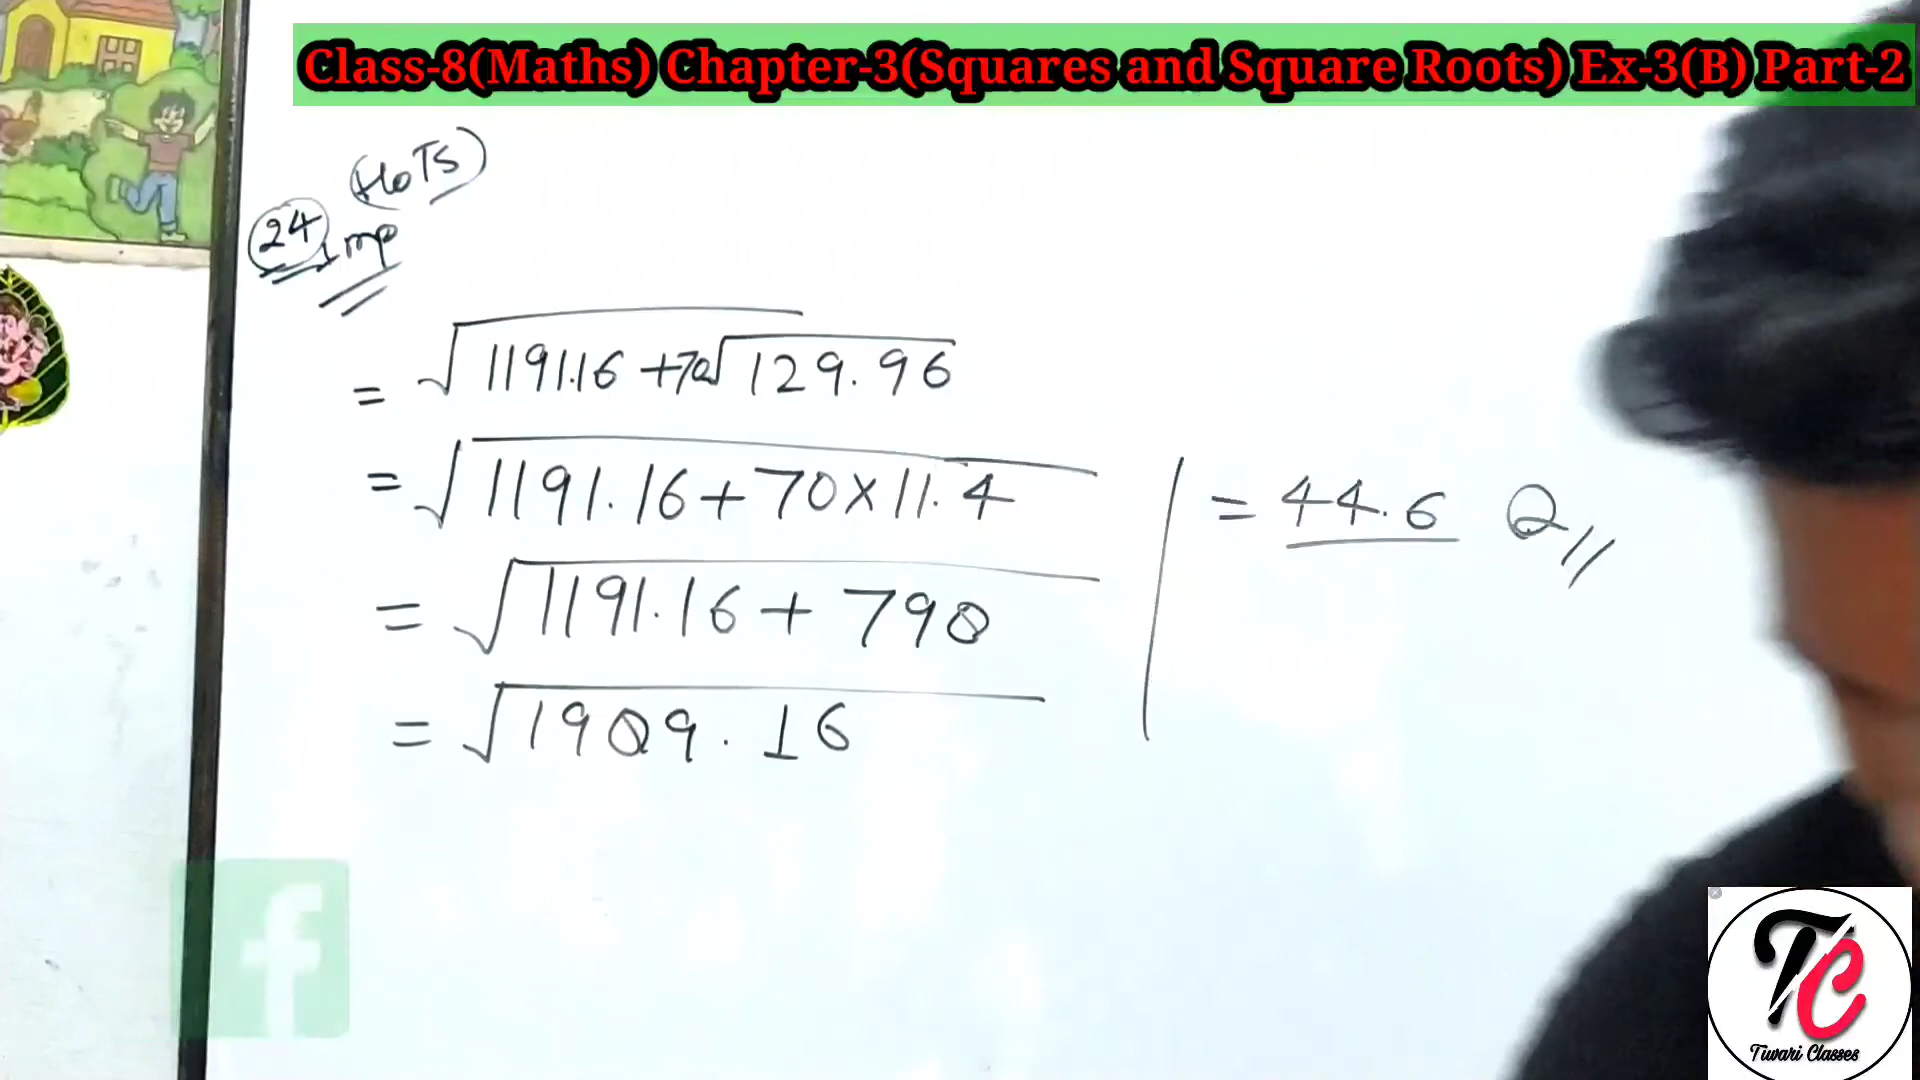 Class-8(Maths) Chapter-3(Squares and Square Roots) Ex-3(B) Part-2
(HOTS)
24 Imp
= √1191.16 + 70√129.96
= √1191.16 + 70 × 11.4
= √1191.16 + 798
= √1989.16
= 44.6
TC
Tiwari Classes